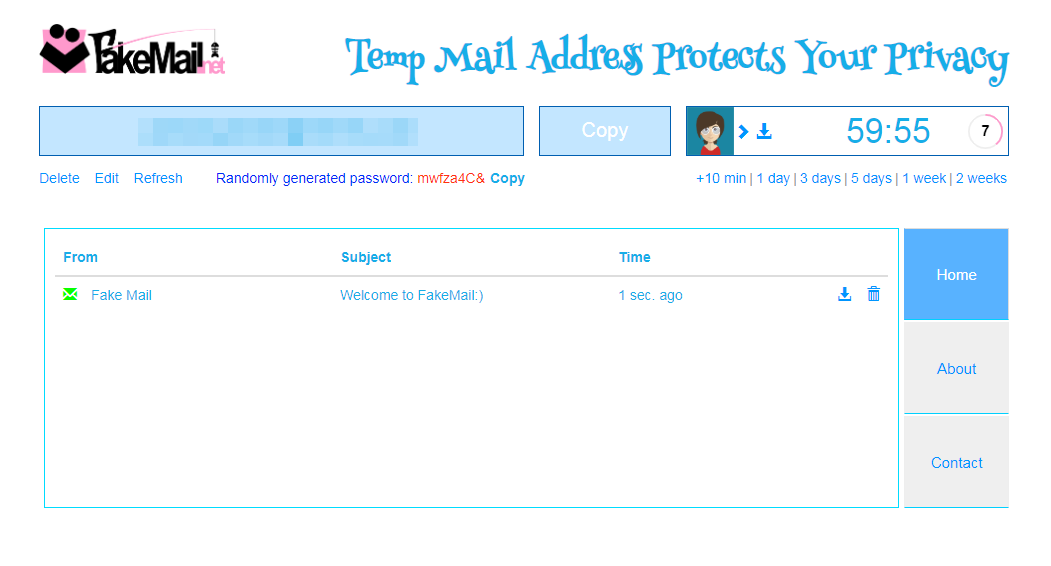 FakeMail.net
Temp Mail Address Protects Your Privacy
Copy
59:55
7
Delete Edit Refresh Randomly generated password: mwfza4C& Copy
+10 min | 1 day | 3 days | 5 days | 1 week | 2 weeks
From Subject Time
Fake Mail Welcome to FakeMail:) 1 sec. ago
Home
About
Contact